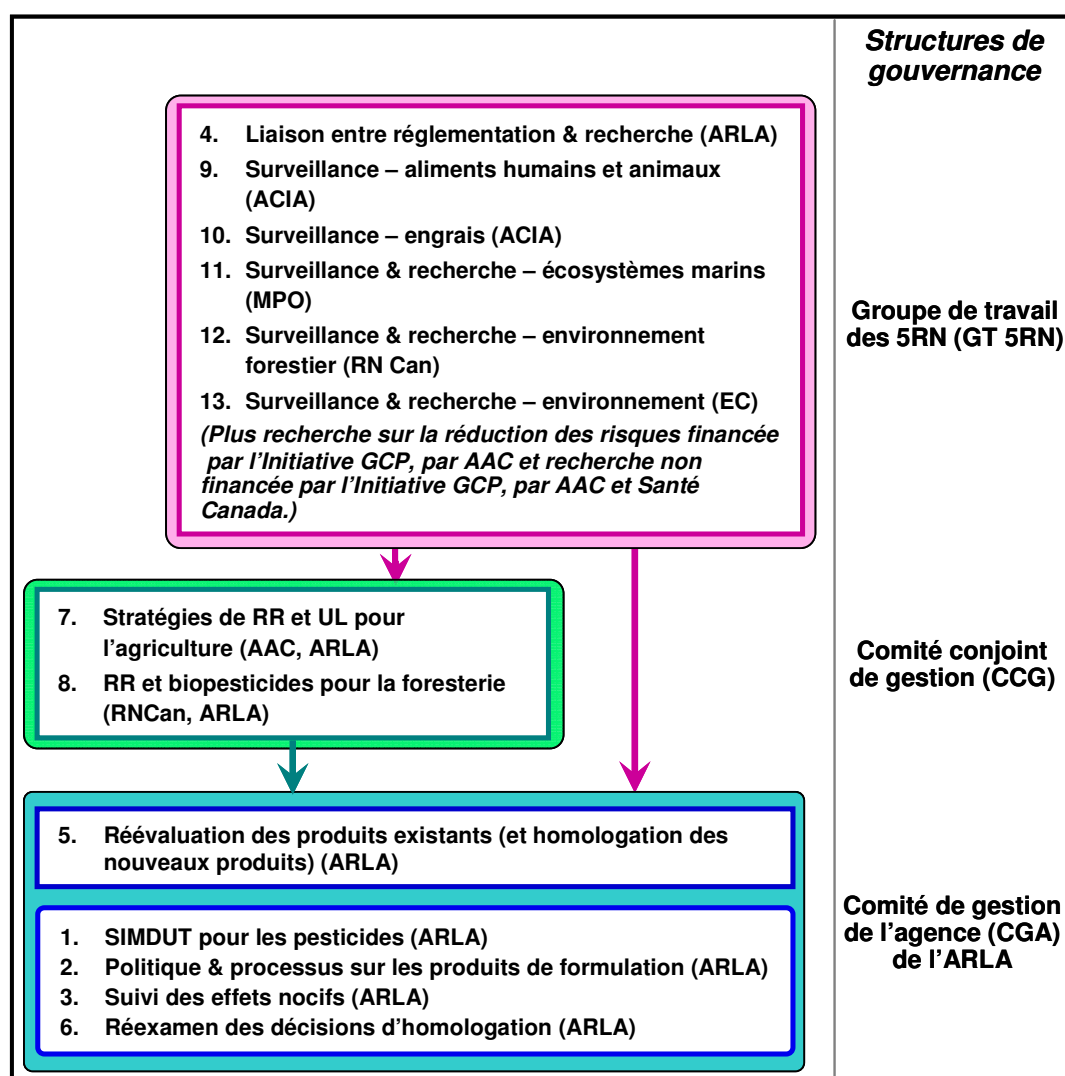 Structures de
gouvernance
4. Liaison entre réglementation & recherche (ARLA)
9. Surveillance – aliments humains et animaux
(ACIA)
10. Surveillance – engrais (ACIA)
11. Surveillance & recherche – écosystèmes marins
(MPO)
12. Surveillance & recherche – environnement
forestier (RN Can)
13. Surveillance & recherche – environnement (EC)
(Plus recherche sur la réduction des risques financée
par l'Initiative GCP, par AAC et recherche non
financée par l'Initiative GCP, par AAC et Santé
Canada.)
Groupe de travail
des 5RN (GT 5RN)
7. Stratégies de RR et UL pour
l'agriculture (AAC, ARLA)
8. RR et biopesticides pour la foresterie
(RNCan, ARLA)
Comité conjoint
de gestion (CCG)
5. Réévaluation des produits existants (et homologation des
nouveaux produits) (ARLA)
1. SIMDUT pour les pesticides (ARLA)
2. Politique & processus sur les produits de formulation (ARLA)
3. Suivi des effets nocifs (ARLA)
6. Réexamen des décisions d'homologation (ARLA)
Comité de gestion
de l'agence (CGA)
de l'ARLA